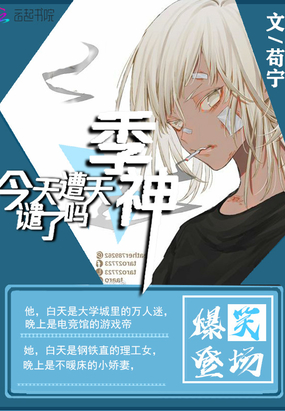 云起书院
文/苟宁
季神
今天遭天
谴了吗
taro27723
taro27723
他，白天是大学城里的万人迷，
晚上是电竞馆的游戏帝
她，白天是钢铁直的理工女，
晚上是不暖床的小娇妻，
爆笑
登场